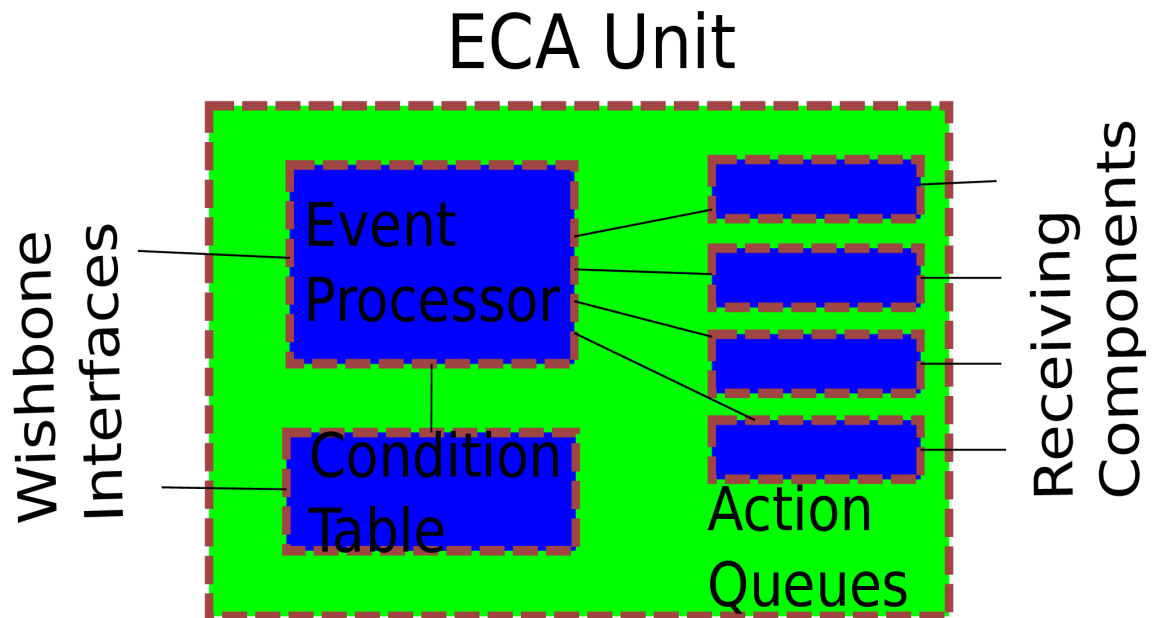 ECA Unit
Wishbone
Interfaces
Event
Processor
Condition
Table
Action
Queues
Receiving
Components